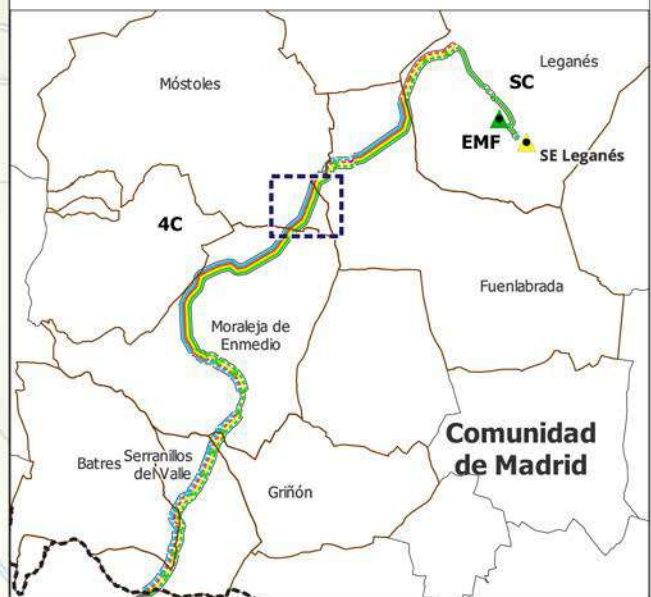 Leganés
Móstoles
SC
EMF
SE Leganés
4C
Fuenlabrada
Moraleja de
Enmedio
Comunidad
de Madrid
Batres
Serranillos
del Valle
Griñón